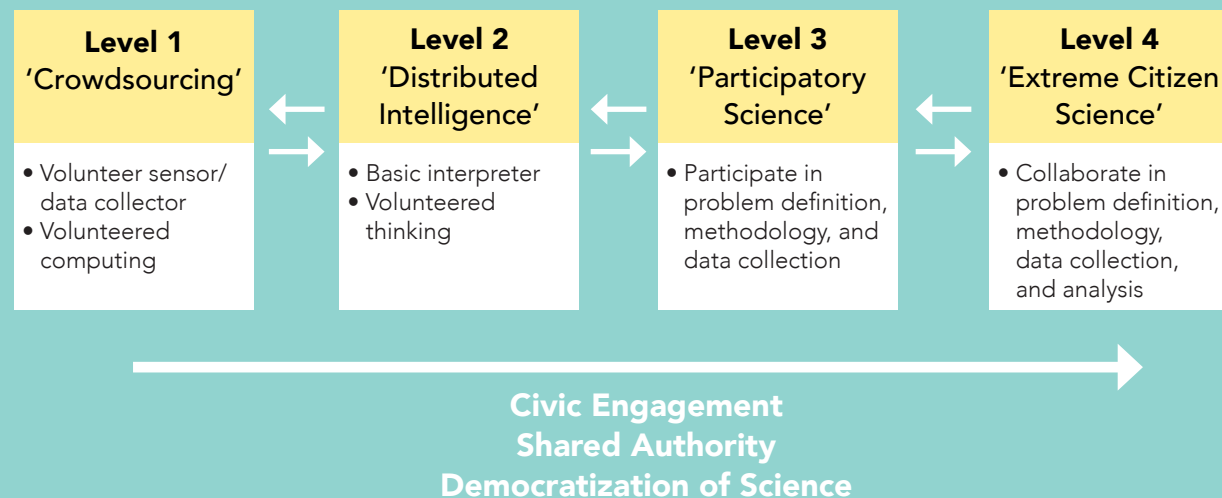 Level 1
‘Crowdsourcing’
• Volunteer sensor/
data collector
• Volunteered
computing
Level 2
‘Distributed
Intelligence’
• Basic interpreter
• Volunteered
thinking
Level 3
‘Participatory
Science’
• Participate in
problem definition,
methodology, and
data collection
Level 4
‘Extreme Citizen
Science’
• Collaborate in
problem definition,
methodology,
data collection,
and analysis
Civic Engagement
Shared Authority
Democratization of Science